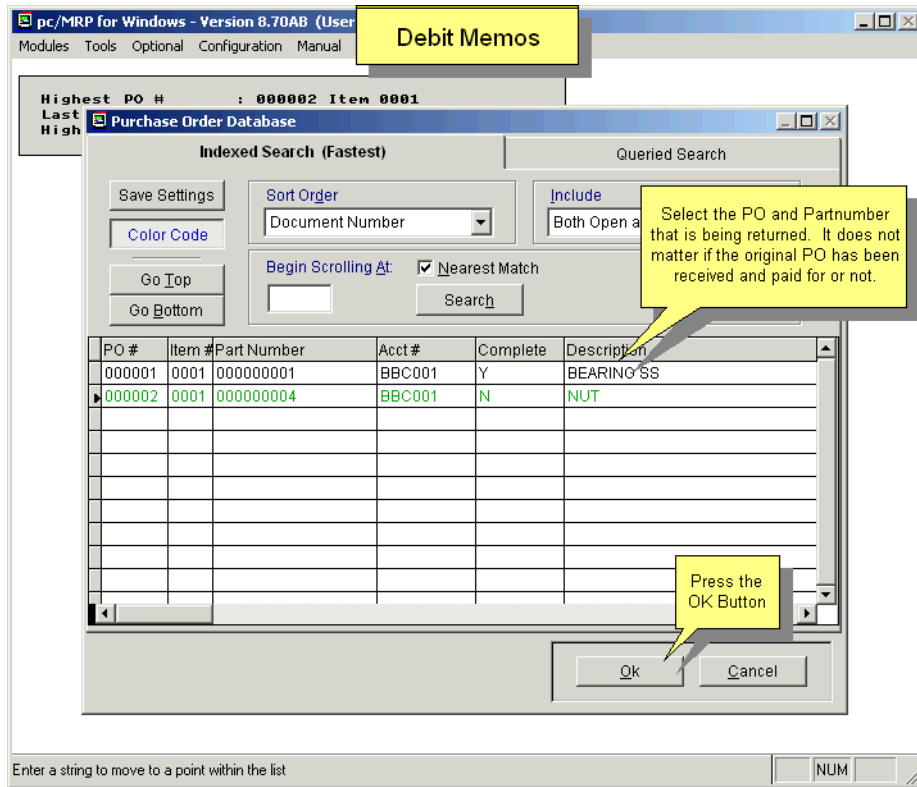 pc/MRP for Windows - Version 8.70AB (User
Debit Memos
Modules Tools Optional Configuration Manual
Highest PO # : 000002 Item 0001
Last
High
Purchase Order Database
Indexed Search (Fastest)
Queried Search
Save Settings
Color Code
Go Top
Go Bottom
Sort Order
Document Number
Include
Both Open a
Begin Scrolling At:
Nearest Match
Search
Select the PO and Partnumber
that is being returned. It does not
matter if the original PO has been
received and paid for or not.
PO # Item # Part Number Acct # Complete Description
000001 0001 000000001 BBC001 Y BEARING SS
000002 0001 000000004 BBC001 N NUT
Press the
OK Button
Ok Cancel
Enter a string to move to a point within the list
NUM